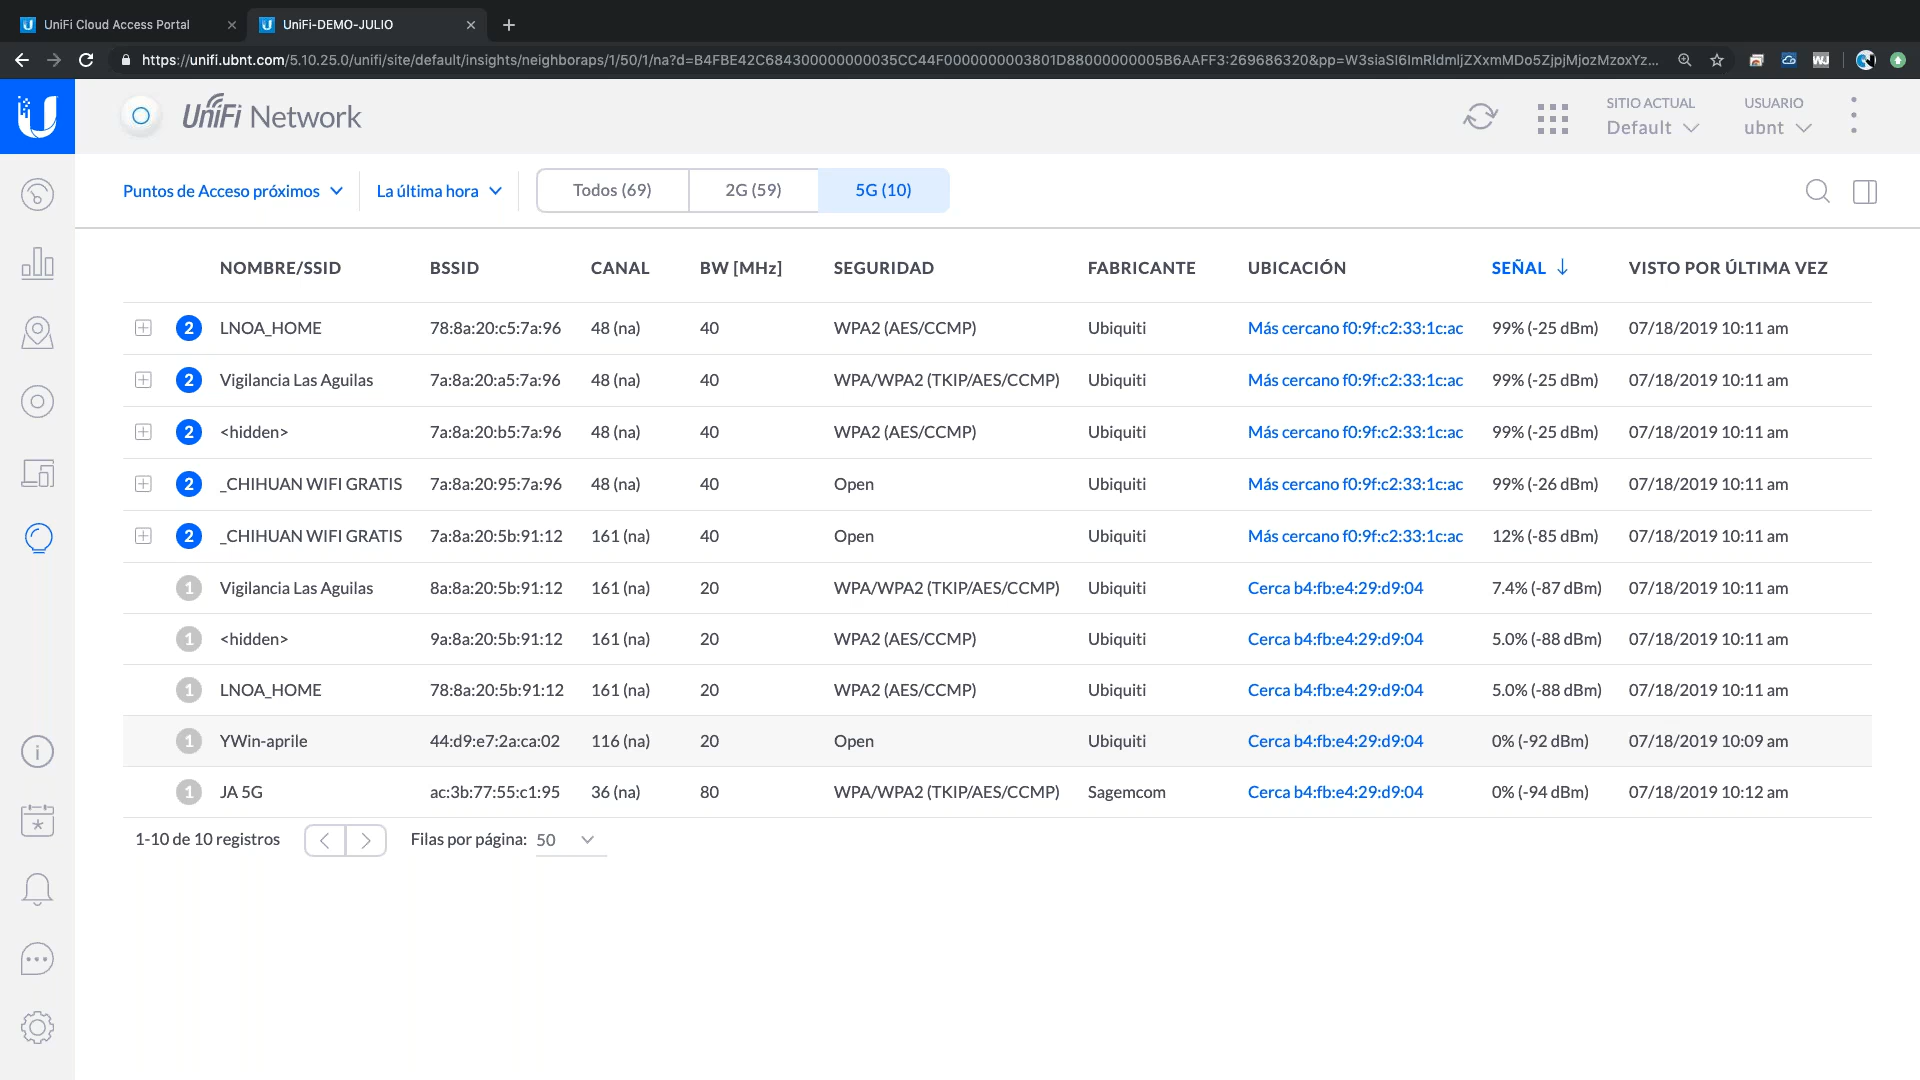 UniFi Cloud Access Portal
UniFi-DEMO-JULIO
https://unifi.ubnt.com/5.10.25.0/unifi/site/default/insights/neighboraps/1/50/1/na?d=B4FBE42C684300000000035CC44F0000000003801D88000000005B6AAFF3:269686320&pp=W3siaSI6ImRldmljZXxmMDo5ZjpjMjozMzoxYz...
UniFi Network
SITIO ACTUAL
Default
USUARIO
ubnt
Puntos de Acceso próximos
La última hora
Todos (69)
2G (59)
5G (10)
NOMBRE/SSID BSSID CANAL BW [MHz] SEGURIDAD FABRICANTE UBICACIÓN SEÑAL VISTO POR ÚLTIMA VEZ
2 LNOA_HOME 78:8a:20:c5:7a:96 48 (na) 40 WPA2 (AES/CCMP) Ubiquiti Más cercano f0:9f:c2:33:1c:ac 99% (-25 dBm) 07/18/2019 10:11 am
2 Vigilancia Las Aguilas 7a:8a:20:a5:7a:96 48 (na) 40 WPA/WPA2 (TKIP/AES/CCMP) Ubiquiti Más cercano f0:9f:c2:33:1c:ac 99% (-25 dBm) 07/18/2019 10:11 am
2 <hidden> 7a:8a:20:b5:7a:96 48 (na) 40 WPA2 (AES/CCMP) Ubiquiti Más cercano f0:9f:c2:33:1c:ac 99% (-25 dBm) 07/18/2019 10:11 am
2 _CHIHUAN WIFI GRATIS 7a:8a:20:95:7a:96 48 (na) 40 Open Ubiquiti Más cercano f0:9f:c2:33:1c:ac 99% (-26 dBm) 07/18/2019 10:11 am
2 _CHIHUAN WIFI GRATIS 7a:8a:20:5b:91:12 161 (na) 40 Open Ubiquiti Más cercano f0:9f:c2:33:1c:ac 12% (-85 dBm) 07/18/2019 10:11 am
1 Vigilancia Las Aguilas 8a:8a:20:5b:91:12 161 (na) 20 WPA/WPA2 (TKIP/AES/CCMP) Ubiquiti Cerca b4:fb:e4:29:d9:04 7.4% (-87 dBm) 07/18/2019 10:11 am
1 <hidden> 9a:8a:20:5b:91:12 161 (na) 20 WPA2 (AES/CCMP) Ubiquiti Cerca b4:fb:e4:29:d9:04 5.0% (-88 dBm) 07/18/2019 10:11 am
1 LNOA_HOME 78:8a:20:5b:91:12 161 (na) 20 WPA2 (AES/CCMP) Ubiquiti Cerca b4:fb:e4:29:d9:04 5.0% (-88 dBm) 07/18/2019 10:11 am
1 YWin-aprile 44:d9:e7:2a:ca:02 116 (na) 20 Open Ubiquiti Cerca b4:fb:e4:29:d9:04 0% (-92 dBm) 07/18/2019 10:09 am
1 JA 5G ac:3b:77:55:c1:95 36 (na) 80 WPA/WPA2 (TKIP/AES/CCMP) Sagemcom Cerca b4:fb:e4:29:d9:04 0% (-94 dBm) 07/18/2019 10:12 am
1-10 de 10 registros
Filas por página: 50